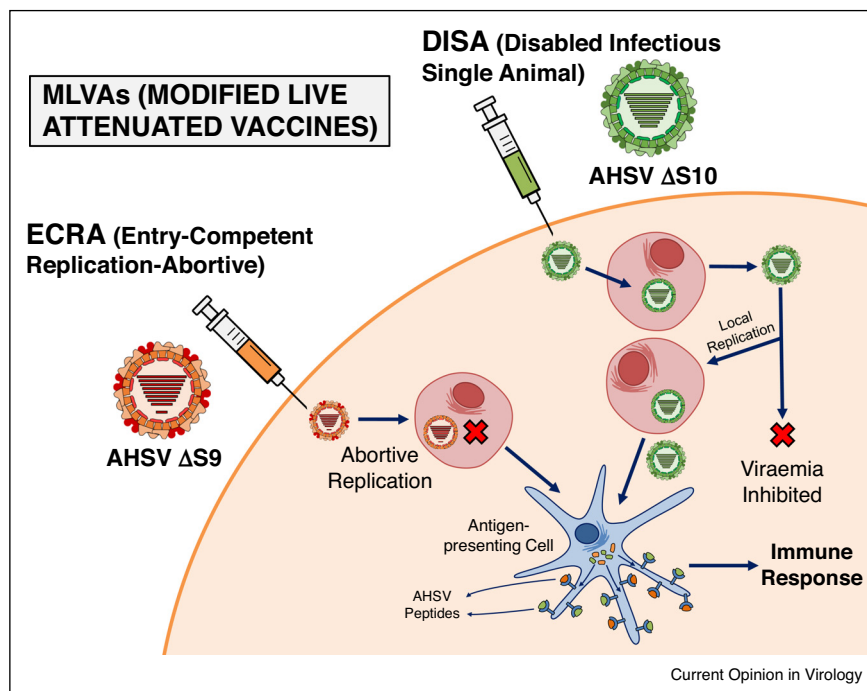 DISA (Disabled Infectious
Single Animal)
MLVAs (MODIFIED LIVE
ATTENUATED VACCINES)
AHSV ΔS10
ECRA (Entry-Competent
Replication-Abortive)
Local
Replication
AHSV ΔS9
Abortive
Replication
Viraemia
Inhibited
Antigen-
presenting Cell
Immune
Response
AHSV
Peptides
Current Opinion in Virology